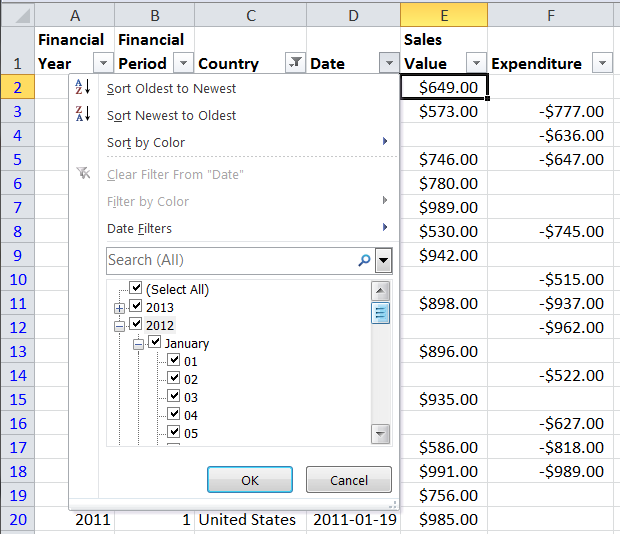 A B C D E F
Financial Financial Sales
1 Year Period Country Date Value Expenditure
2 $649.00
Sort Oldest to Newest
3 $573.00 -$777.00
Sort Newest to Oldest
4 -$636.00
Sort by Color
5 $746.00 -$647.00
Clear Filter From "Date"
6 $780.00
Filter by Color
7 $989.00
Date Filters
8 $530.00 -$745.00
Search (All)
9 $942.00
10 -$515.00
(Select All)
2013
11 $898.00 -$937.00
2012
12 -$962.00
January
13 $896.00
01
02
14 -$522.00
03
15 $935.00
04
05
16 -$627.00
17 $586.00 -$818.00
OK Cancel
18 $991.00 -$989.00
19 $756.00
20 2011 1 United States 2011-01-19 $985.00